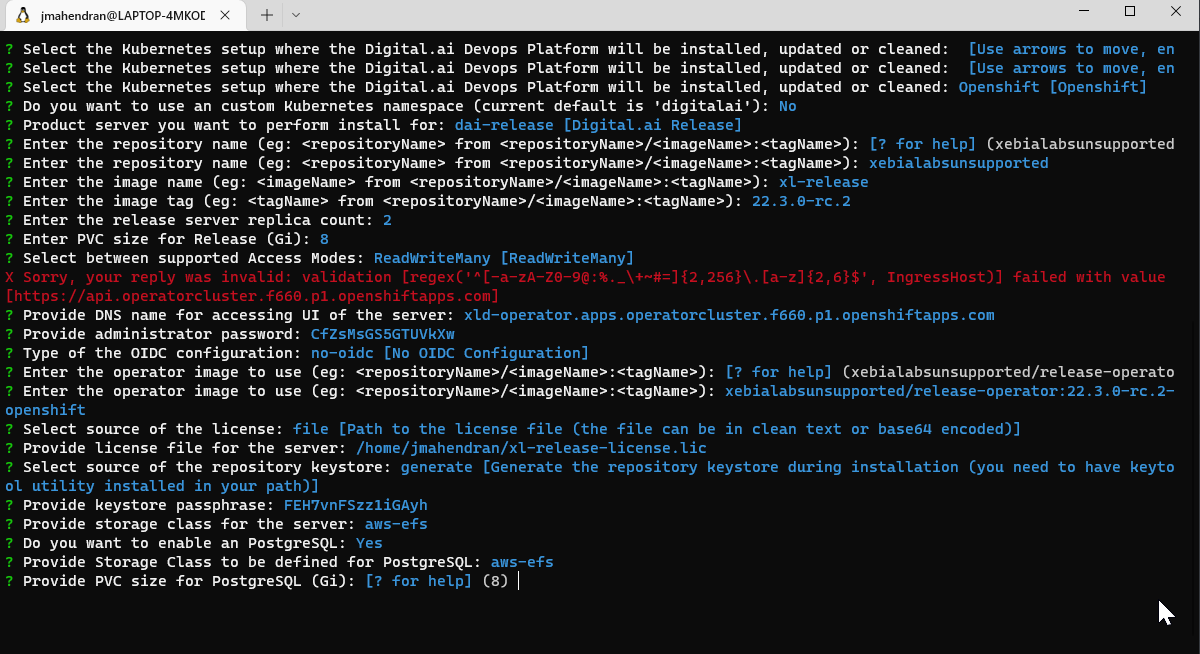 jmahendran@LAPTOP-4MKOD
? Select the Kubernetes setup where the Digital.ai Devops Platform will be installed, updated or cleaned:  [Use arrows to move, en
? Select the Kubernetes setup where the Digital.ai Devops Platform will be installed, updated or cleaned:  [Use arrows to move, en
? Select the Kubernetes setup where the Digital.ai Devops Platform will be installed, updated or cleaned: Openshift [Openshift]
? Do you want to use an custom Kubernetes namespace (current default is 'digitalai'): No
? Product server you want to perform install for: dai-release [Digital.ai Release]
? Enter the repository name (eg: <repositoryName> from <repositoryName>/<imageName>:<tagName>): [? for help] (xebialabsunsupported
? Enter the repository name (eg: <repositoryName> from <repositoryName>/<imageName>:<tagName>): xebialabsunsupported
? Enter the image name (eg: <imageName> from <repositoryName>/<imageName>:<tagName>): xl-release
? Enter the image tag (eg: <tagName> from <repositoryName>/<imageName>:<tagName>): 22.3.0-rc.2
? Enter the release server replica count: 2
? Enter PVC size for Release (Gi): 8
? Select between supported Access Modes: ReadWriteMany [ReadWriteMany]
X Sorry, your reply was invalid: validation [regex('^[-a-zA-Z0-9@:%._\+~#=]{2,256}\.[a-z]{2,6}$', IngressHost)] failed with value
[https://api.operatorcluster.f660.p1.openshiftapps.com]
? Provide DNS name for accessing UI of the server: xld-operator.apps.operatorcluster.f660.p1.openshiftapps.com
? Provide administrator password: CfZsMsGS5GTUVkXw
? Type of the OIDC configuration: no-oidc [No OIDC Configuration]
? Enter the operator image to use (eg: <repositoryName>/<imageName>:<tagName>): [? for help] (xebialabsunsupported/release-operato
? Enter the operator image to use (eg: <repositoryName>/<imageName>:<tagName>): xebialabsunsupported/release-operator:22.3.0-rc.2-
openshift
? Select source of the license: file [Path to the license file (the file can be in clean text or base64 encoded)]
? Provide license file for the server: /home/jmahendran/xl-release-license.lic
? Select source of the repository keystore: generate [Generate the repository keystore during installation (you need to have keyto
ol utility installed in your path)]
? Provide keystore passphrase: FEH7vnFSzz1iGAyh
? Provide storage class for the server: aws-efs
? Do you want to enable an PostgreSQL: Yes
? Provide Storage Class to be defined for PostgreSQL: aws-efs
? Provide PVC size for PostgreSQL (Gi): [? for help] (8)